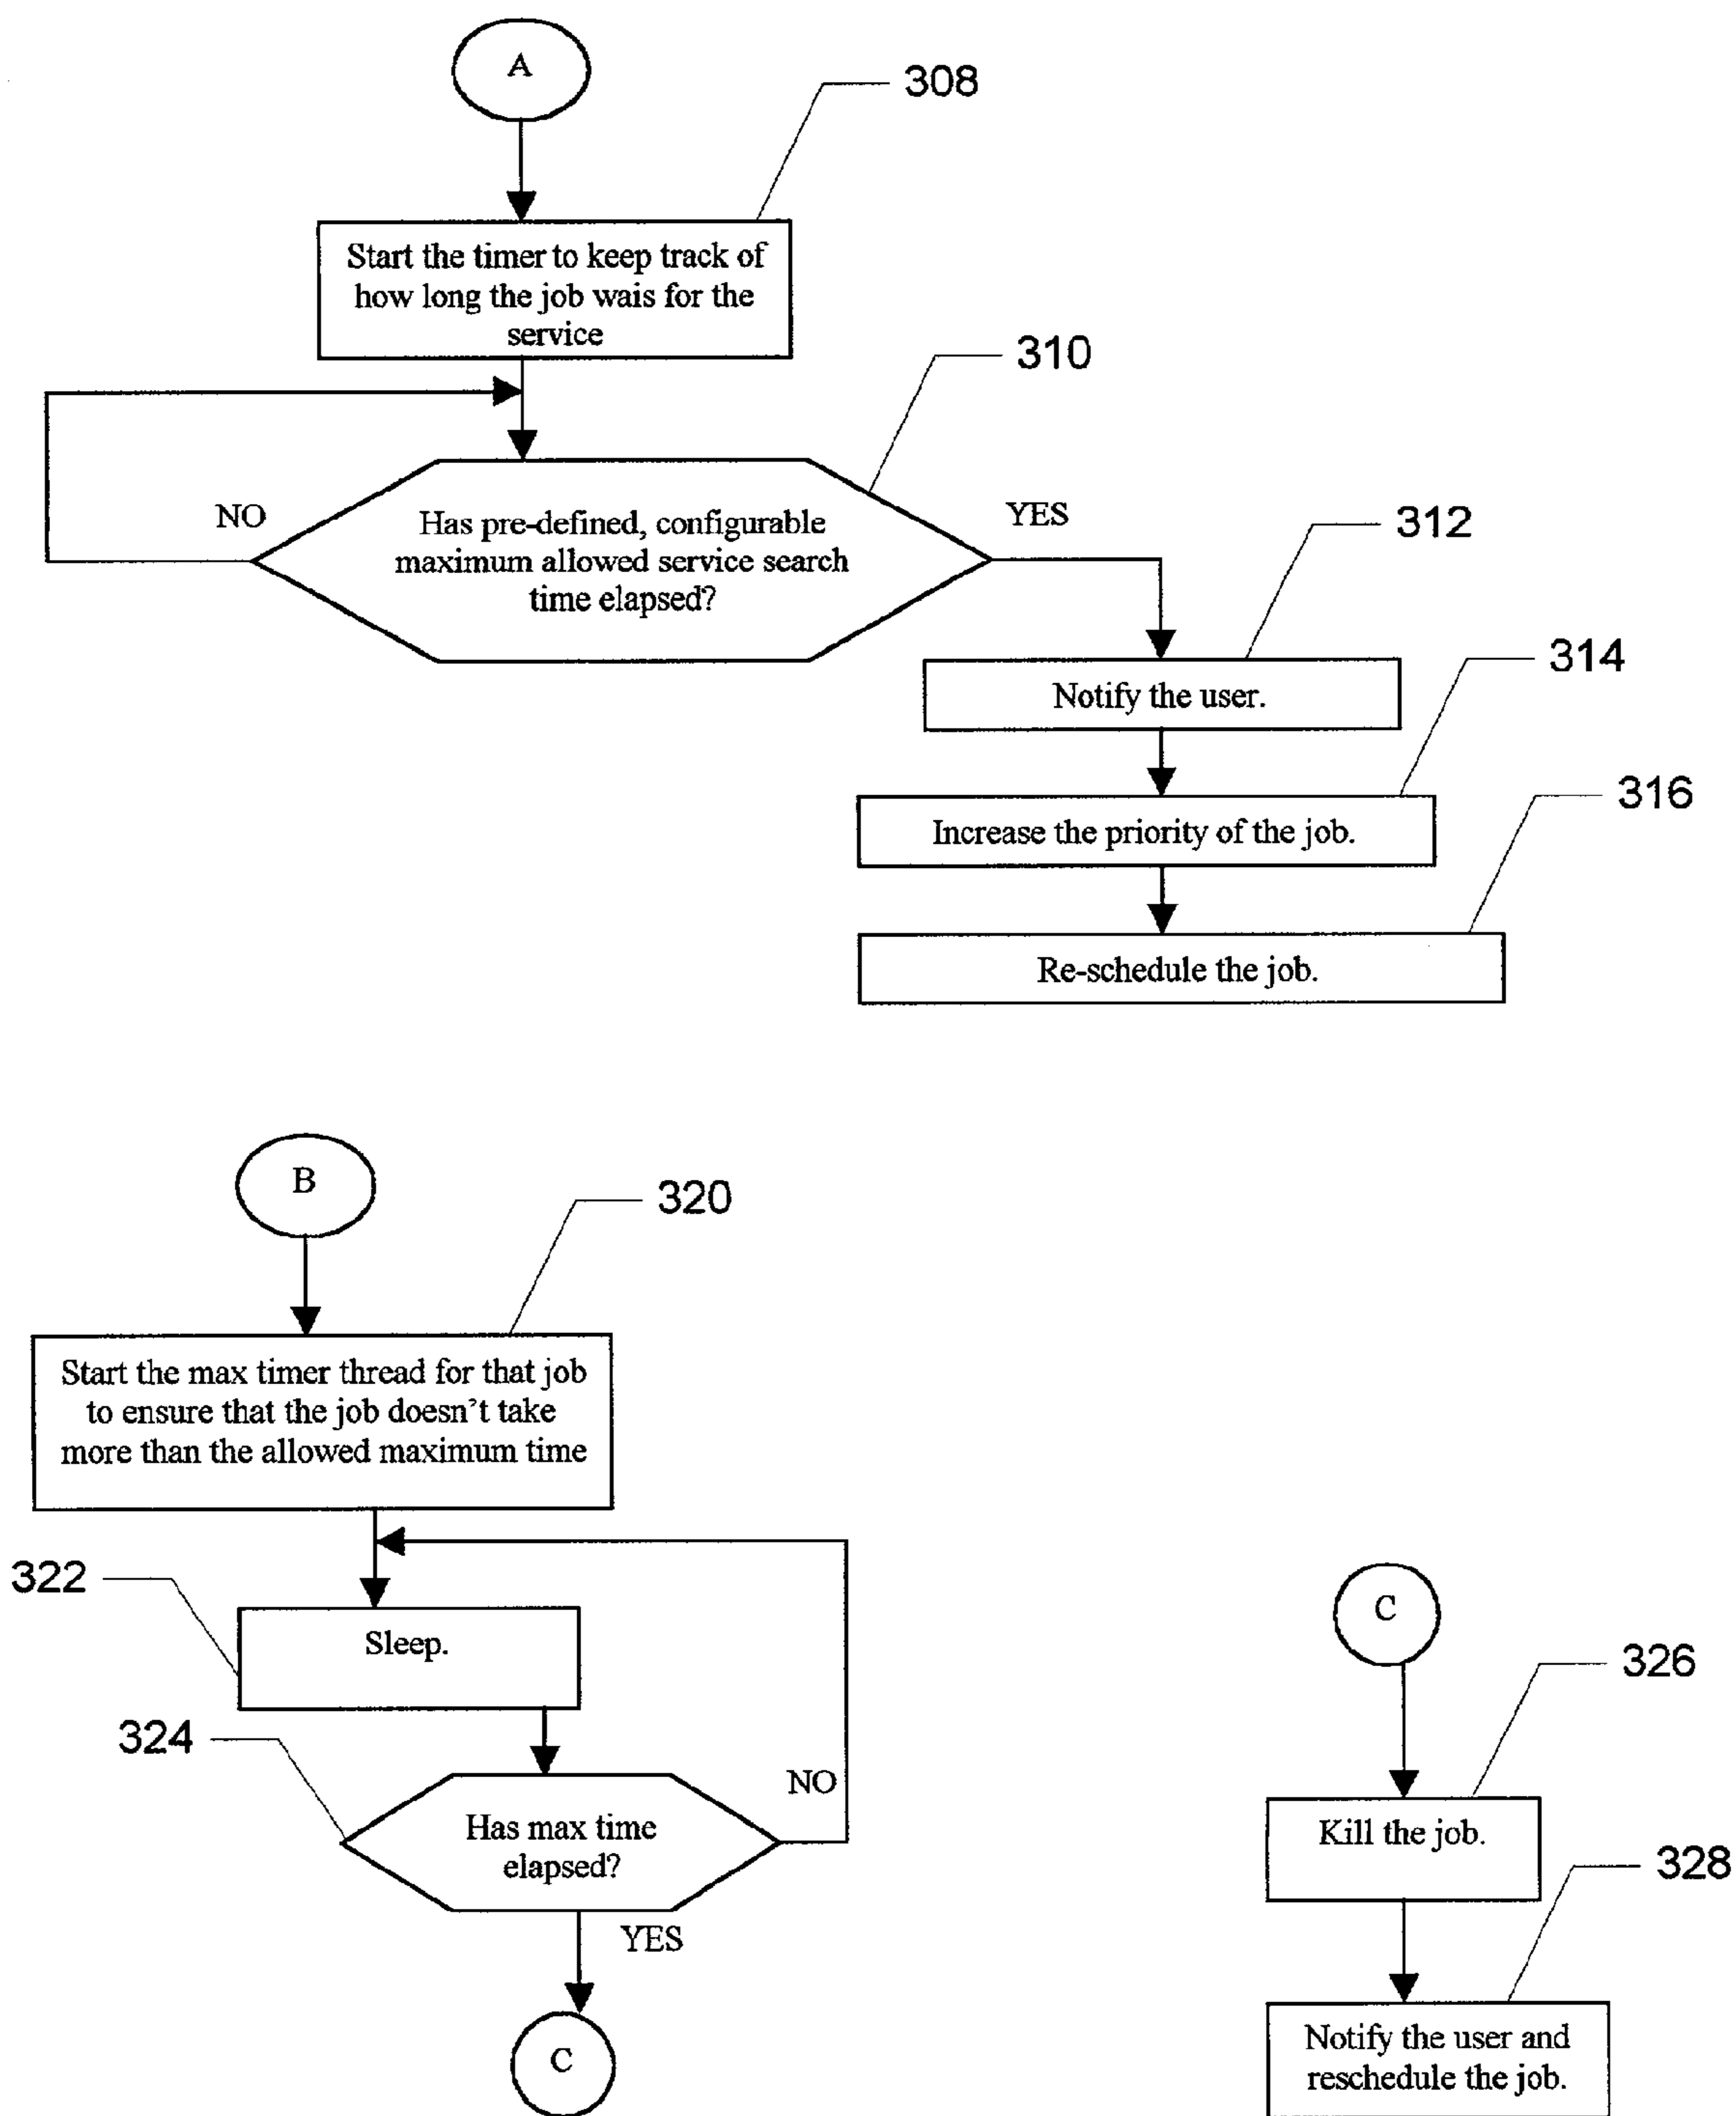 A
308
Start the timer to keep track of
how long the job wais for the
service
310
NO
YES
Has pre-defined, configurable
maximum allowed service search
time elapsed?
312
Notify the user.
314
Increase the priority of the job.
316
Re-schedule the job.
B
320
Start the max timer thread for that job
to ensure that the job doesn't take
more than the allowed maximum time
322
Sleep.
324
NO
Has max time
elapsed?
YES
C
C
326
Kill the job.
328
Notify the user and
reschedule the job.